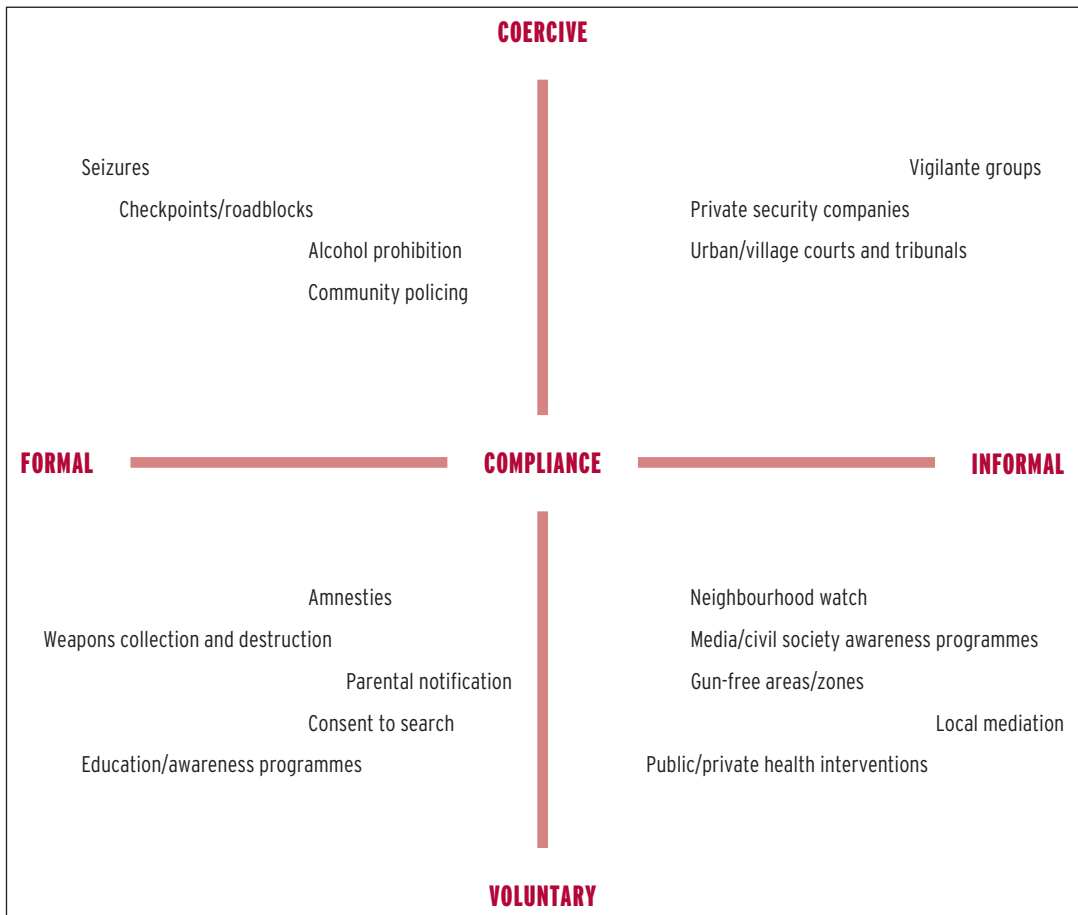 COERCIVE
Seizures
Vigilante groups
Checkpoints/roadblocks
Private security companies
Alcohol prohibition
Urban/village courts and tribunals
Community policing
FORMAL
COMPLIANCE
INFORMAL
Amnesties
Neighbourhood watch
Weapons collection and destruction
Media/civil society awareness programmes
Parental notification
Gun-free areas/zones
Consent to search
Local mediation
Education/awareness programmes
Public/private health interventions
VOLUNTARY